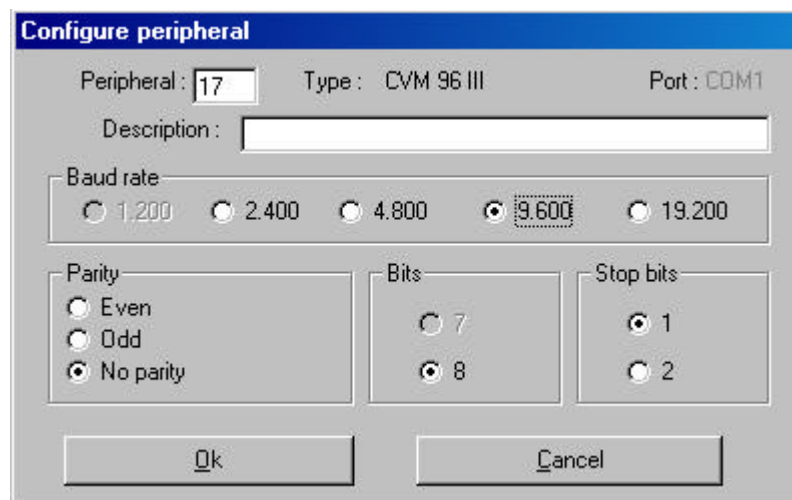 Configure peripheral
Peripheral : 17 Type : CVM 96 III Port : COM1
Description :
Baud rate
1.200 2.400 4.800 9.600 19.200
Parity Bits Stop bits
Even
7 1
Odd
No parity 8 2
Ok Cancel